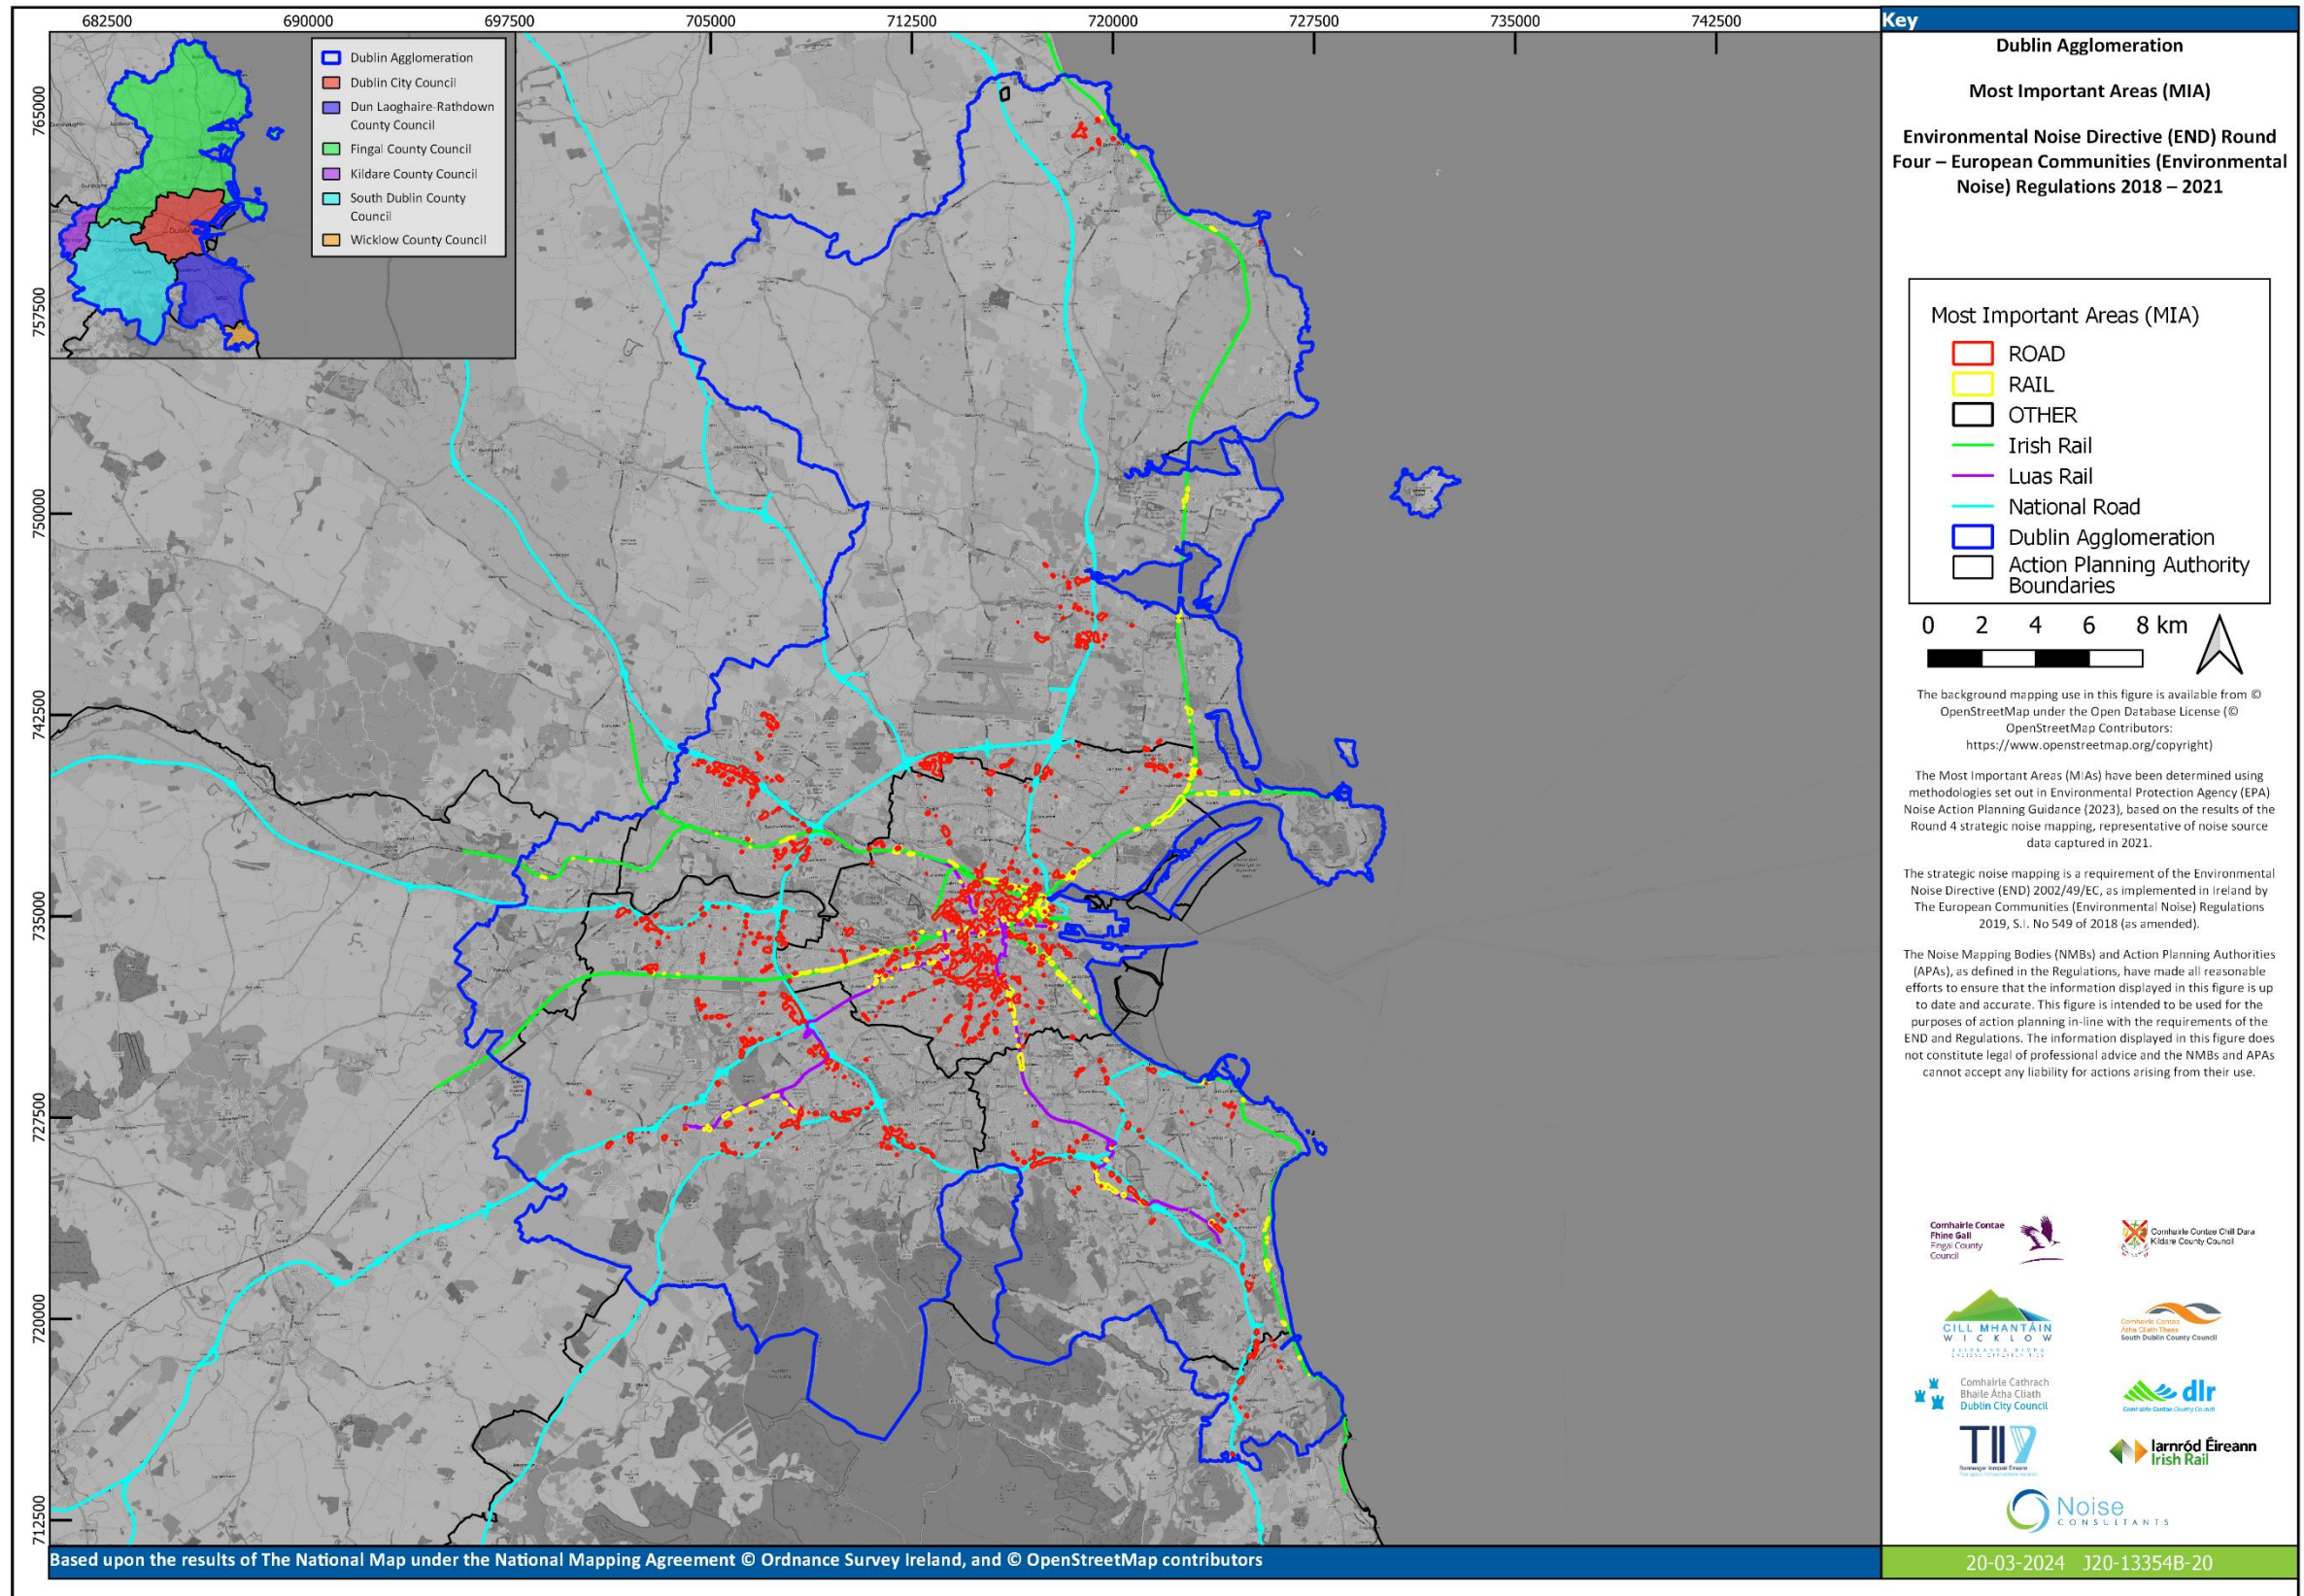 682500
690000
697500
705000
712500
720000
727500
735000
742500
765000
757500
750000
742500
735000
727500
720000
712500
Dublin Agglomeration
Dublin City Council
Dun Laoghaire-Rathdown
County Council
Fingal County Council
Kildare County Council
South Dublin County
Council
Wicklow County Council
Key
Dublin Agglomeration
Most Important Areas (MIA)
Environmental Noise Directive (END) Round
Four – European Communities (Environmental
Noise) Regulations 2018 – 2021
Most Important Areas (MIA)
ROAD
RAIL
OTHER
Irish Rail
Luas Rail
National Road
Dublin Agglomeration
Action Planning Authority
Boundaries
0 2 4 6 8 km
The background mapping use in this figure is available from ©
OpenStreetMap under the Open Database License (©
OpenStreetMap Contributors:
https://www.openstreetmap.org/copyright)
The Most Important Areas (MIAs) have been determined using
methodologies set out in Environmental Protection Agency (EPA)
Noise Action Planning Guidance (2023), based on the results of the
Round 4 strategic noise mapping, representative of noise source
data captured in 2021.
The strategic noise mapping is a requirement of the Environmental
Noise Directive (END) 2002/49/EC, as implemented in Ireland by
The European Communities (Environmental Noise) Regulations
2019, S.I. No 549 of 2018 (as amended).
The Noise Mapping Bodies (NMBs) and Action Planning Authorities
(APAs), as defined in the Regulations, have made all reasonable
efforts to ensure that the information displayed in this figure is up
to date and accurate. This figure is intended to be used for the
purposes of action planning in-line with the requirements of the
END and Regulations. The information displayed in this figure does
not constitute legal of professional advice and the NMBs and APAs
cannot accept any liability for actions arising from their use.
Comhairle Contae
Fhine Gall
Fingal County
Council
Comhairle Contae Chill Dara
Kildare County Council
CILL MHANTÁIN
WICKLOW
Comhairle Contae
Átha Cliath Theas
South Dublin County Council
Comhairle Cathrach
Bhaile Átha Cliath
Dublin City Council
dlr
Comhairle Contae County Council
TII
Bonneagar Iompair Éireann
Iarnród Éireann
Irish Rail
Noise
CONSULTANTS
Based upon the results of The National Map under the National Mapping Agreement © Ordnance Survey Ireland, and © OpenStreetMap contributors
20-03-2024 J20-13354B-20